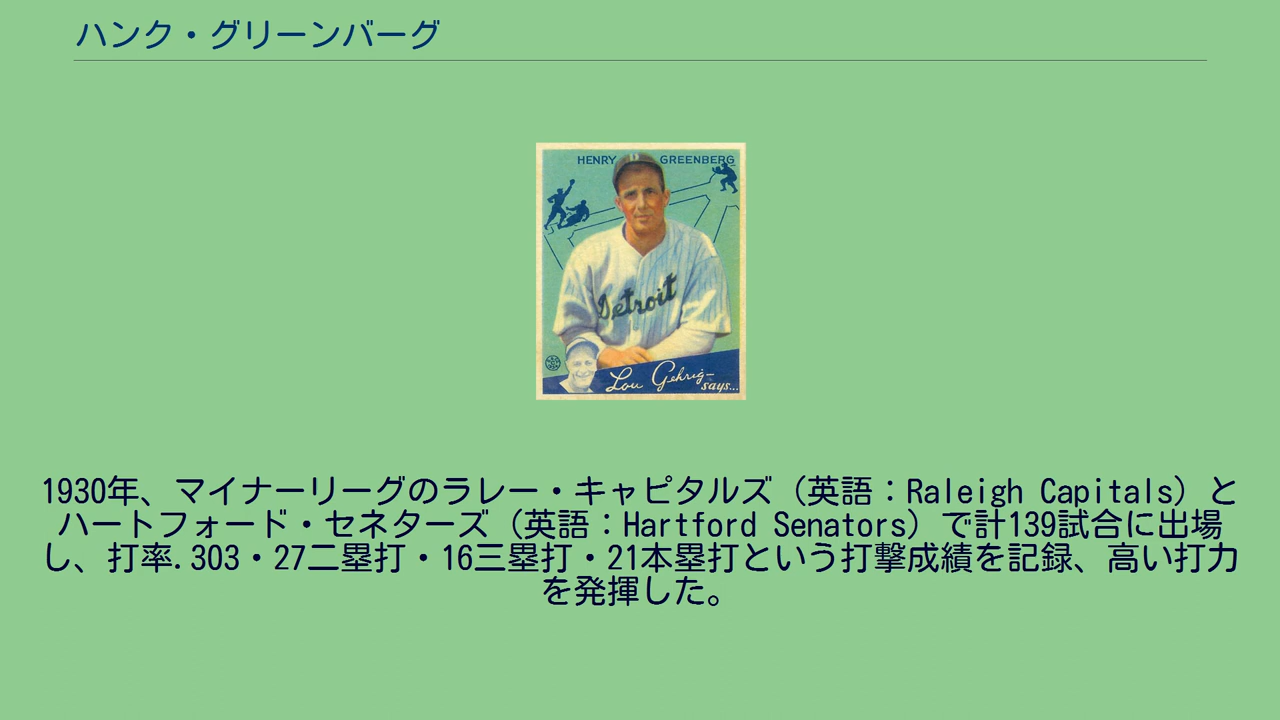 ハンク・グリーンバーグ
HENRY GREENBERG
Detroit
Lou Gehrig-
says...
1930年、マイナーリーグのラレー・キャピタルズ（英語：Raleigh Capitals）と
ハートフォード・セネターズ（英語：Hartford Senators）で計139試合に出場
し、打率.303・27二塁打・16三塁打・21本塁打という打撃成績を記録、高い打力
を発揮した。